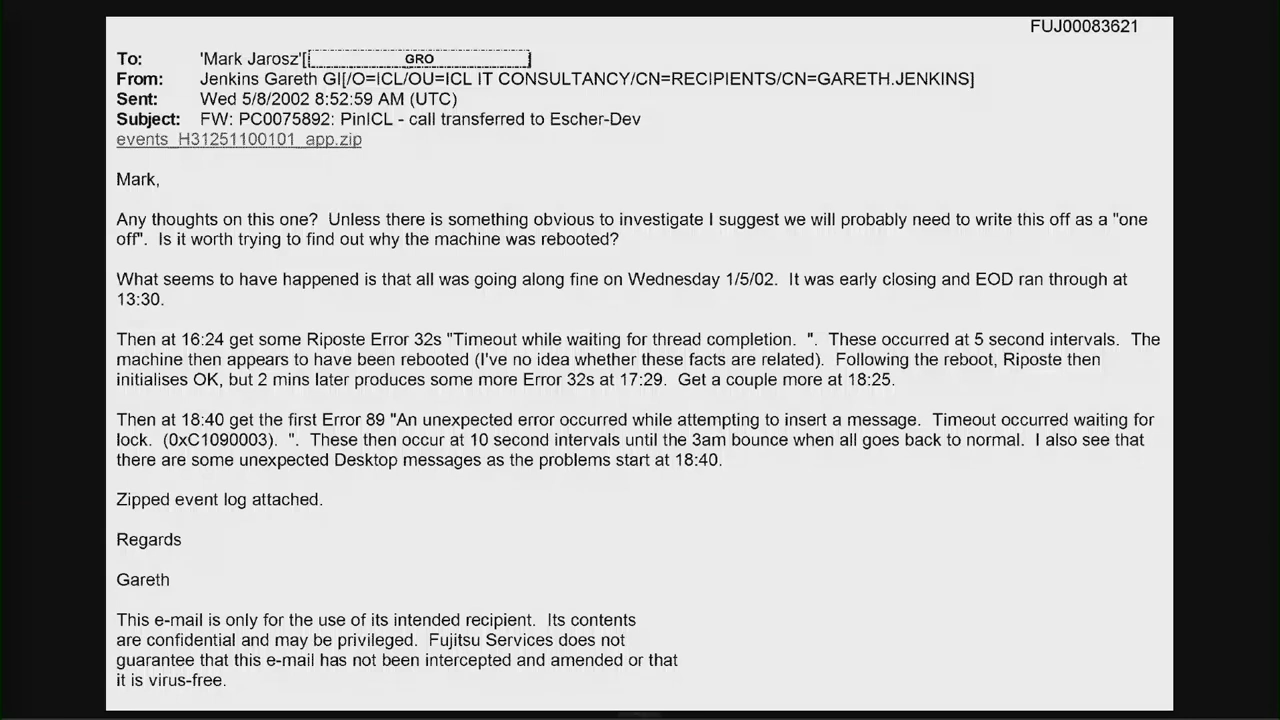 FUJ00083621
To: 'Mark Jarosz'[ GRO ]
From: Jenkins Gareth GI[/O=ICL/OU=ICL IT CONSULTANCY/CN=RECIPIENTS/CN=GARETH.JENKINS]
Sent: Wed 5/8/2002 8:52:59 AM (UTC)
Subject: FW: PC0075892: PinICL - call transferred to Escher-Dev
events_H31251100101_app.zip
Mark,
Any thoughts on this one?  Unless there is something obvious to investigate I suggest we will probably need to write this off as a "one
off".  Is it worth trying to find out why the machine was rebooted?
What seems to have happened is that all was going along fine on Wednesday 1/5/02.  It was early closing and EOD ran through at
13:30.
Then at 16:24 get some Riposte Error 32s "Timeout while waiting for thread completion.  ".  These occurred at 5 second intervals.  The
machine then appears to have been rebooted (I've no idea whether these facts are related).  Following the reboot, Riposte then
initialises OK, but 2 mins later produces some more Error 32s at 17:29.  Get a couple more at 18:25.
Then at 18:40 get the first Error 89 "An unexpected error occurred while attempting to insert a message.  Timeout occurred waiting for
lock.  (0xC1090003).  ".  These then occur at 10 second intervals until the 3am bounce when all goes back to normal.  I also see that
there are some unexpected Desktop messages as the problems start at 18:40.
Zipped event log attached.
Regards
Gareth
This e-mail is only for the use of its intended recipient.  Its contents
are confidential and may be privileged.  Fujitsu Services does not
guarantee that this e-mail has not been intercepted and amended or that
it is virus-free.